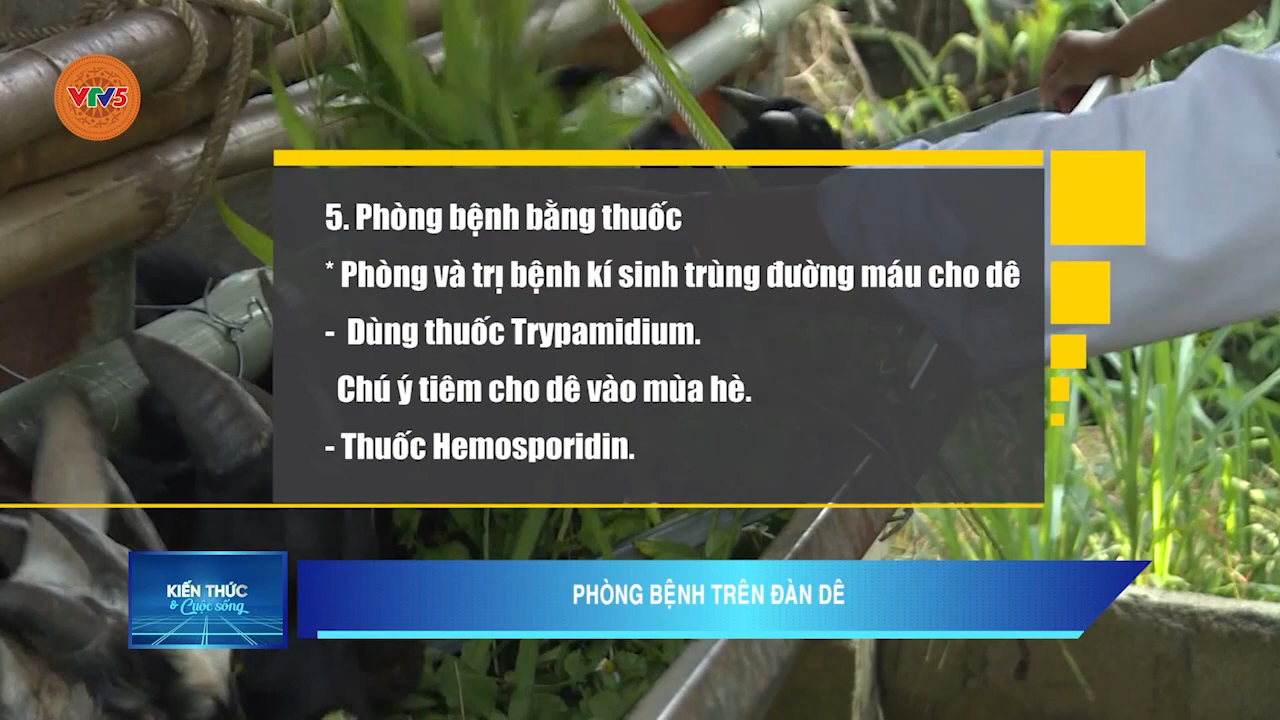 VTV5
5. Phòng bệnh bằng thuốc
* Phòng và trị bệnh kí sinh trùng đường máu cho dê
- Dùng thuốc Trypamidium.
Chú ý tiêm cho dê vào mùa hè.
- Thuốc Hemosporidin.
KIẾN THỨC
& Cuộc sống
PHÒNG BỆNH TRÊN ĐÀN DÊ